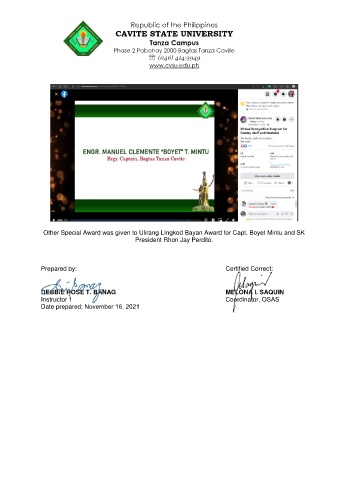 Republic of the Philippines
CAVITE STATE UNIVERSITY
Tanza Campus
Phase 2 Pabahay 2000 Bagtas Tanza Cavite
☏ (046) 424-3949
www.cvsu.edu.ph
ENGR. MANUEL CLEMENTE "BOYET" T. MINTU
Brgy. Captain, Bagtas Tanza Cavite
Virtual Recognition Program for
Faculty, Staff and Students
Other Special Award was given to Ulirang Lingkod Bayan Award for Capt. Boyet Mintu and SK
President Rhon Jay Perdito.
Prepared by:
Certified Correct:
DEBBIE ROSE T. BANAG
MELONA I. SAQUIN
Instructor 1
Coordinator, OSAS
Date prepared: November 16, 2021